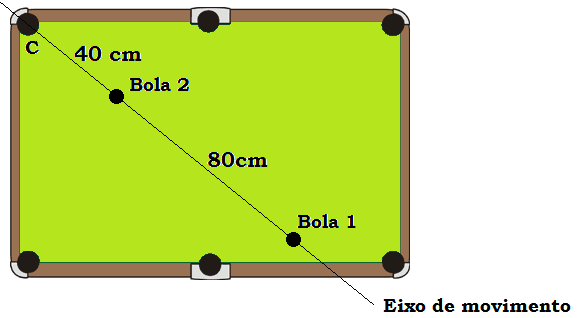 C
40 cm
Bola 2
80cm
Bola 1
Eixo de movimento